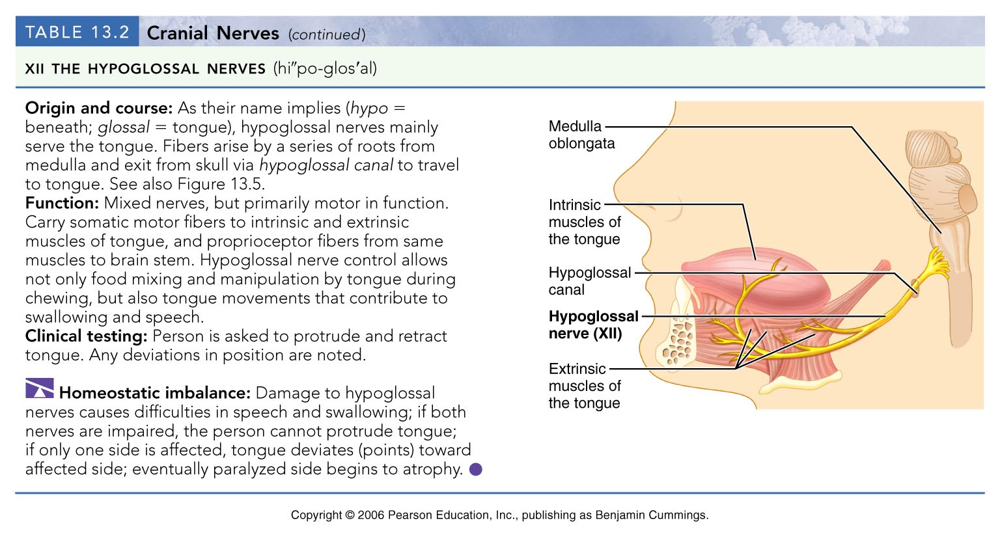 TABLE 13.2 Cranial Nerves (continued)
XII THE HYPOGLOSSAL NERVES (hi″po-glos′al)
Origin and course: As their name implies (hypo =
beneath; glossal = tongue), hypoglossal nerves mainly
serve the tongue. Fibers arise by a series of roots from
medulla and exit from skull via hypoglossal canal to travel
to tongue. See also Figure 13.5.
Function: Mixed nerves, but primarily motor in function.
Carry somatic motor fibers to intrinsic and extrinsic
muscles of tongue, and proprioceptor fibers from same
muscles to brain stem. Hypoglossal nerve control allows
not only food mixing and manipulation by tongue during
chewing, but also tongue movements that contribute to
swallowing and speech.
Clinical testing: Person is asked to protrude and retract
tongue. Any deviations in position are noted.
Homeostatic imbalance: Damage to hypoglossal
nerves causes difficulties in speech and swallowing; if both
nerves are impaired, the person cannot protrude tongue;
if only one side is affected, tongue deviates (points) toward
affected side; eventually paralyzed side begins to atrophy.
Medulla
oblongata
Intrinsic
muscles of
the tongue
Hypoglossal
canal
Hypoglossal
nerve (XII)
Extrinsic
muscles of
the tongue
Copyright © 2006 Pearson Education, Inc., publishing as Benjamin Cummings.